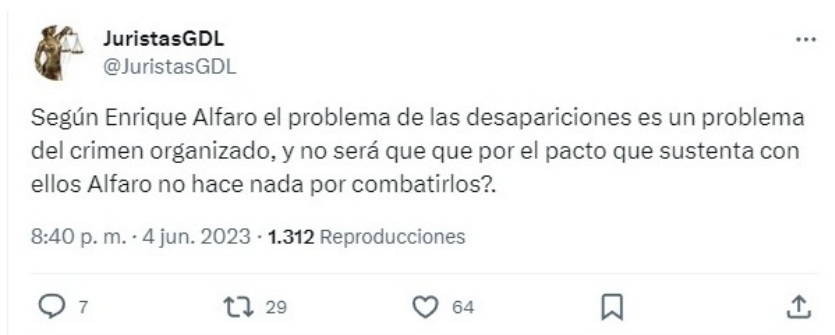 JuristasGDL
@JuristasGDL
Según Enrique Alfaro el problema de las desapariciones es un problema
del crimen organizado, y no será que que por el pacto que sustenta con
ellos Alfaro no hace nada por combatirlos?.
8:40 p. m. · 4 jun. 2023 · 1.312 Reproducciones
7 29 64